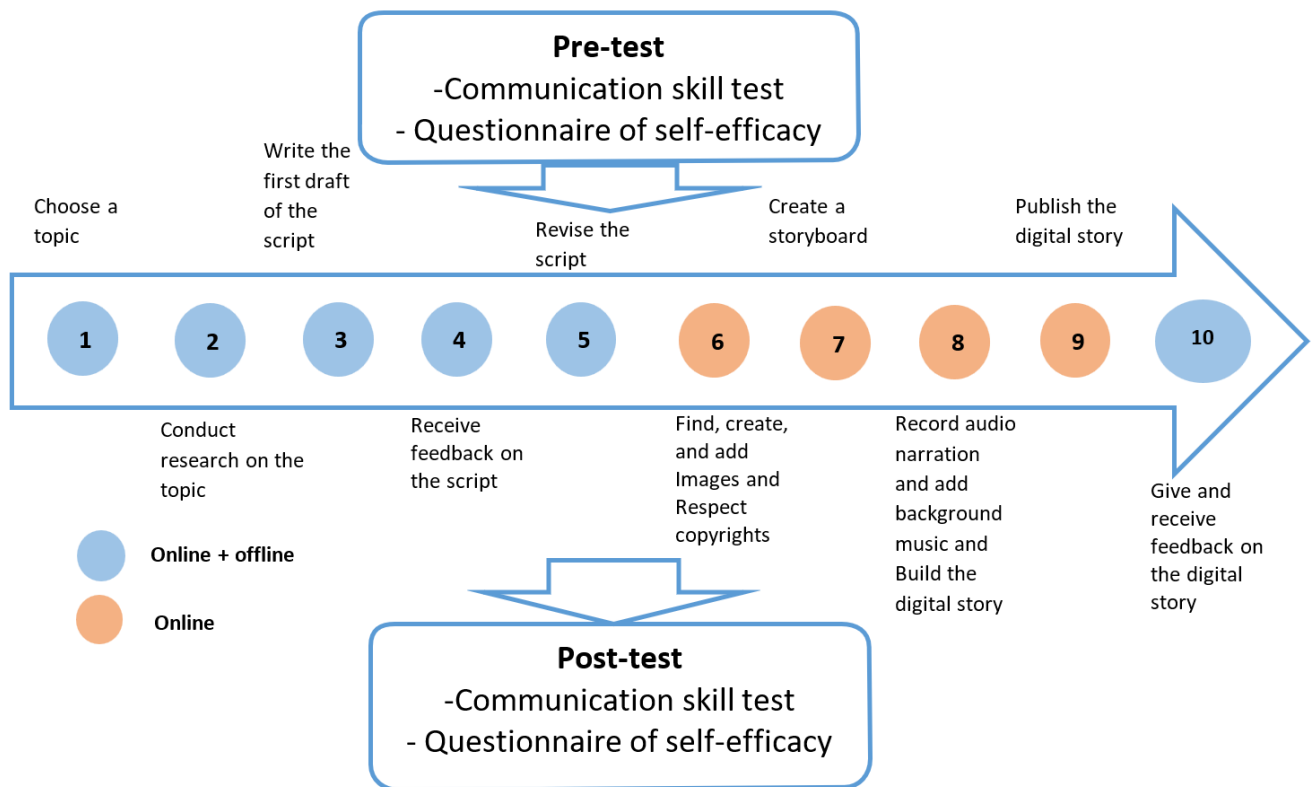 Pre-test
-Communication skill test
- Questionnaire of self-efficacy
Choose a
topic
Write the
first draft
of the
script
Revise the
script
Create a
storyboard
Publish the
digital story
1
2
3
4
5
6
7
8
9
10
Conduct
research on the
topic
Receive
feedback on
the script
Find, create,
and add
Images and
Respect
copyrights
Record audio
narration
and add
background
music and
Build the
digital story
Give and
receive
feedback on
the digital
story
Online + offline
Online
Post-test
-Communication skill test
- Questionnaire of self-efficacy